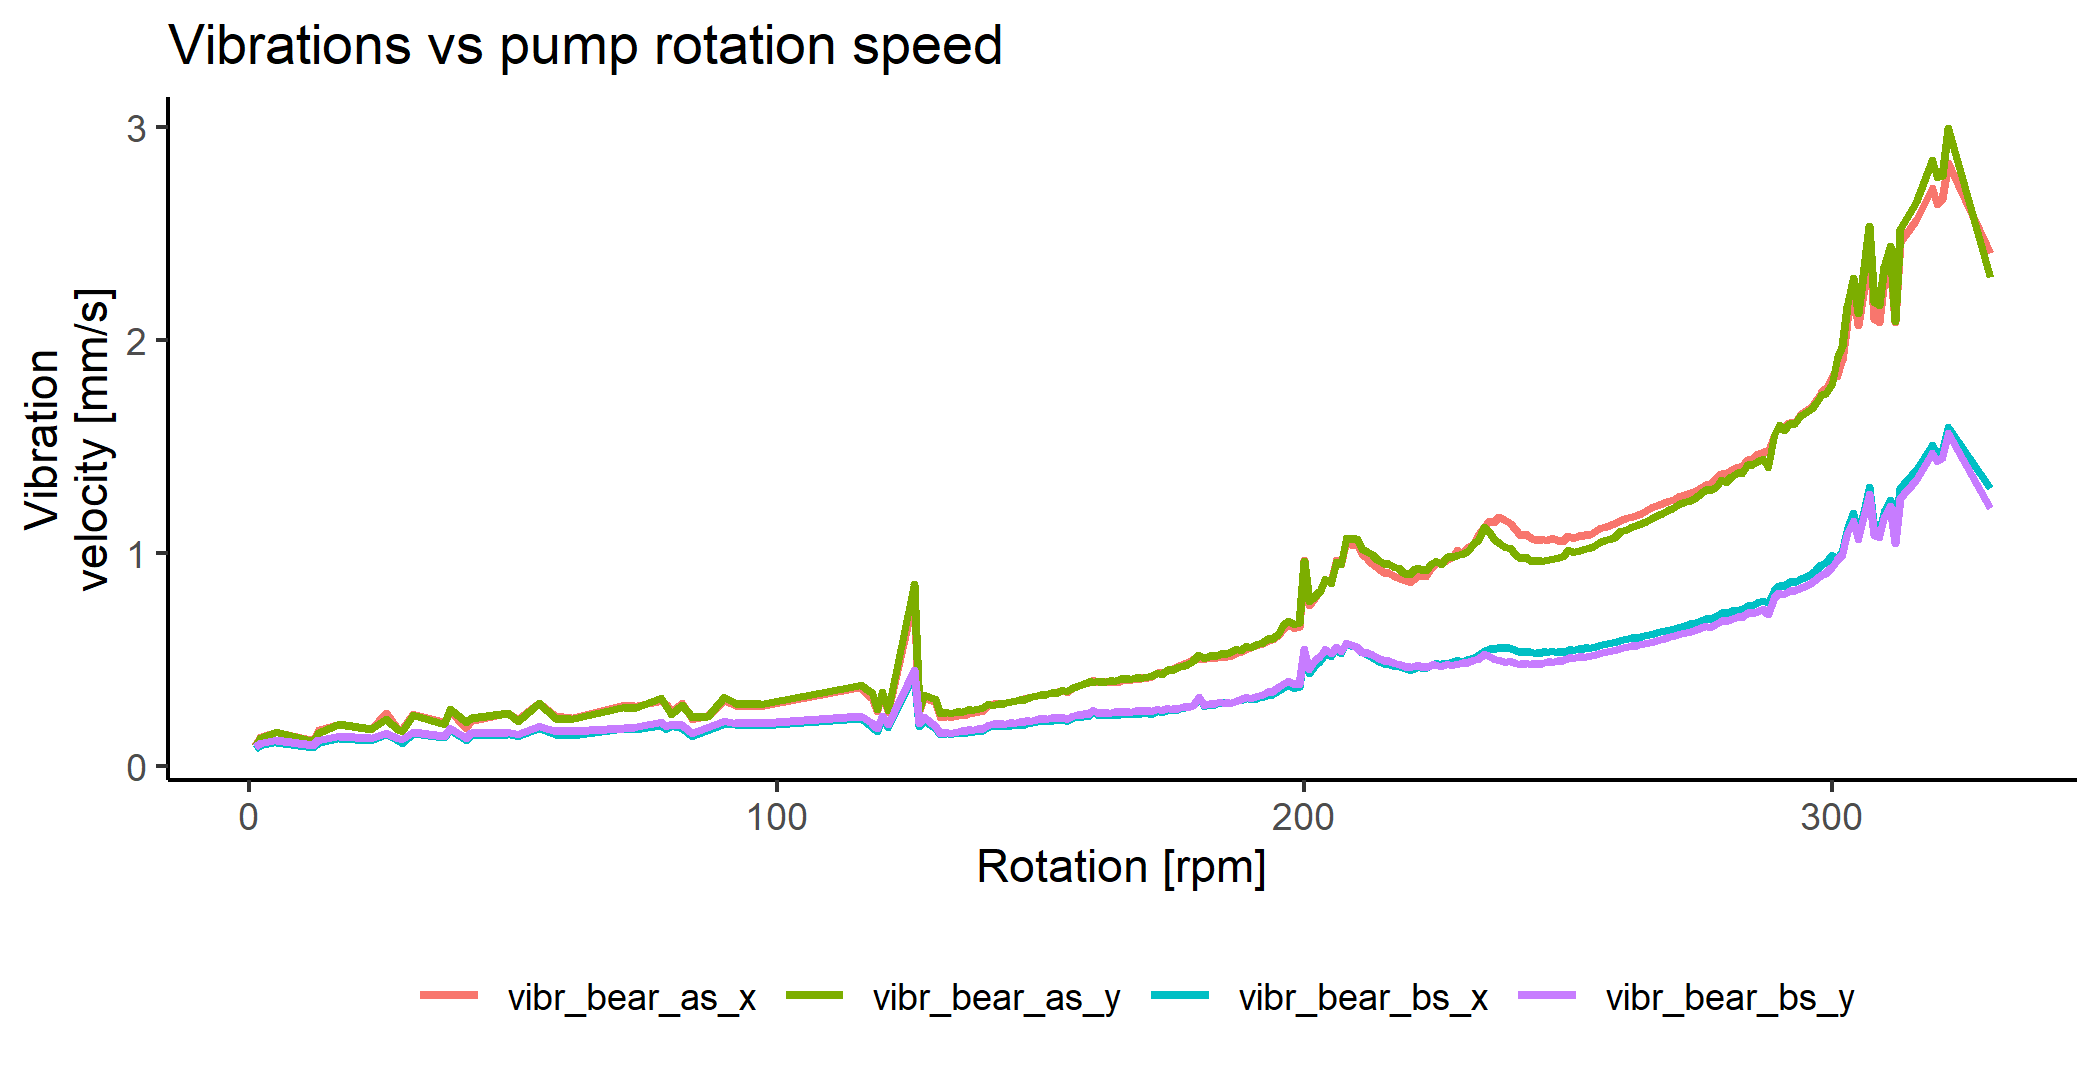 Vibrations vs pump rotation speed
Vibration
velocity [mm/s]
3
2
1
0
0 100 200 300
Rotation [rpm]
vibr_bear_as_x vibr_bear_as_y vibr_bear_bs_x vibr_bear_bs_y